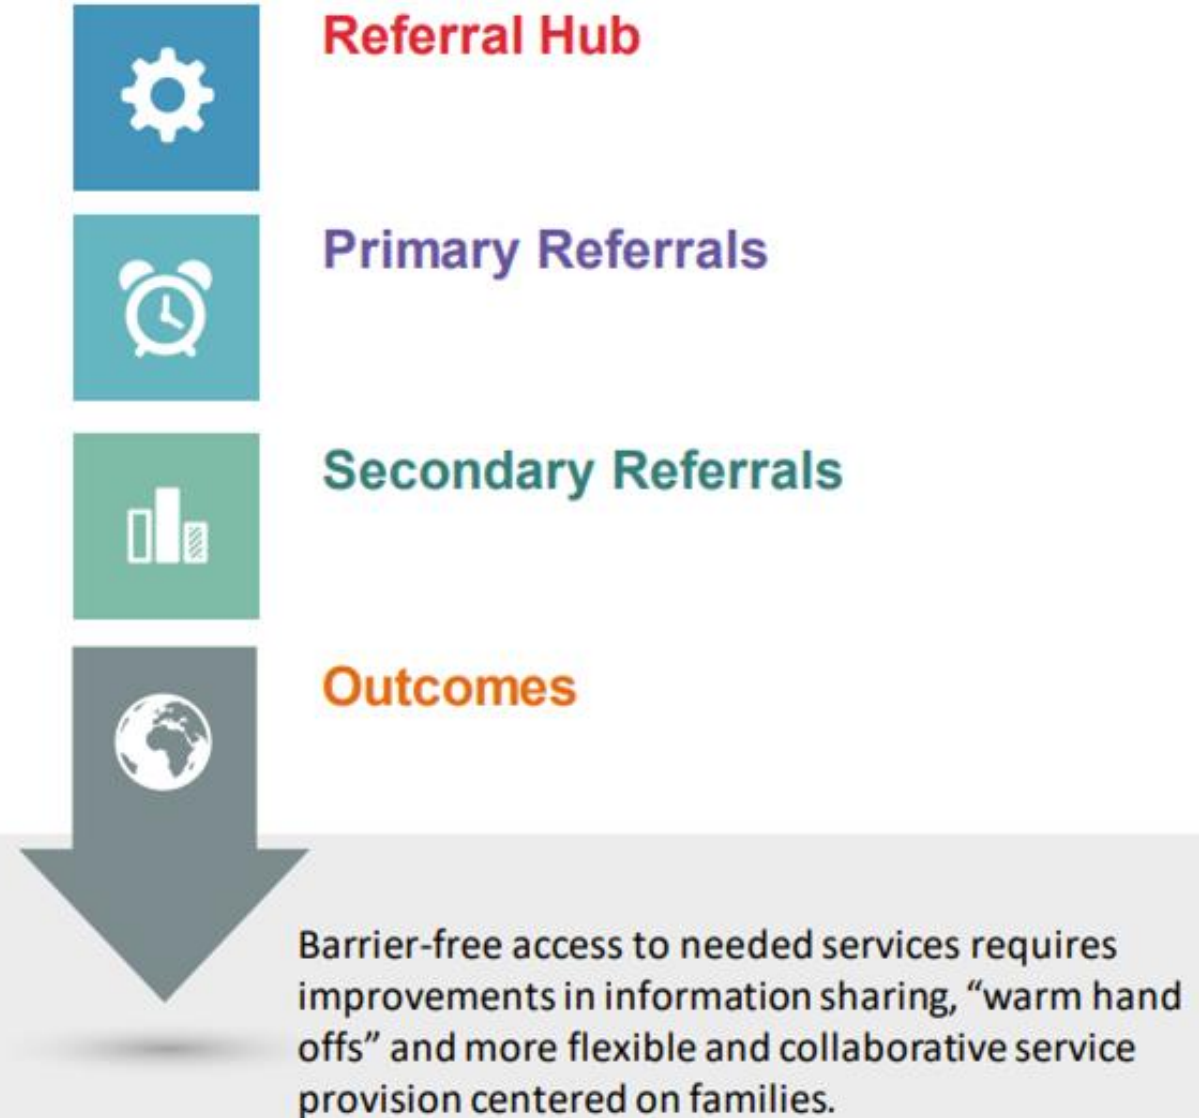 Referral Hub
Primary Referrals
Secondary Referrals
Outcomes
Barrier-free access to needed services requires
improvements in information sharing, “warm hand
offs” and more flexible and collaborative service
provision centered on families.